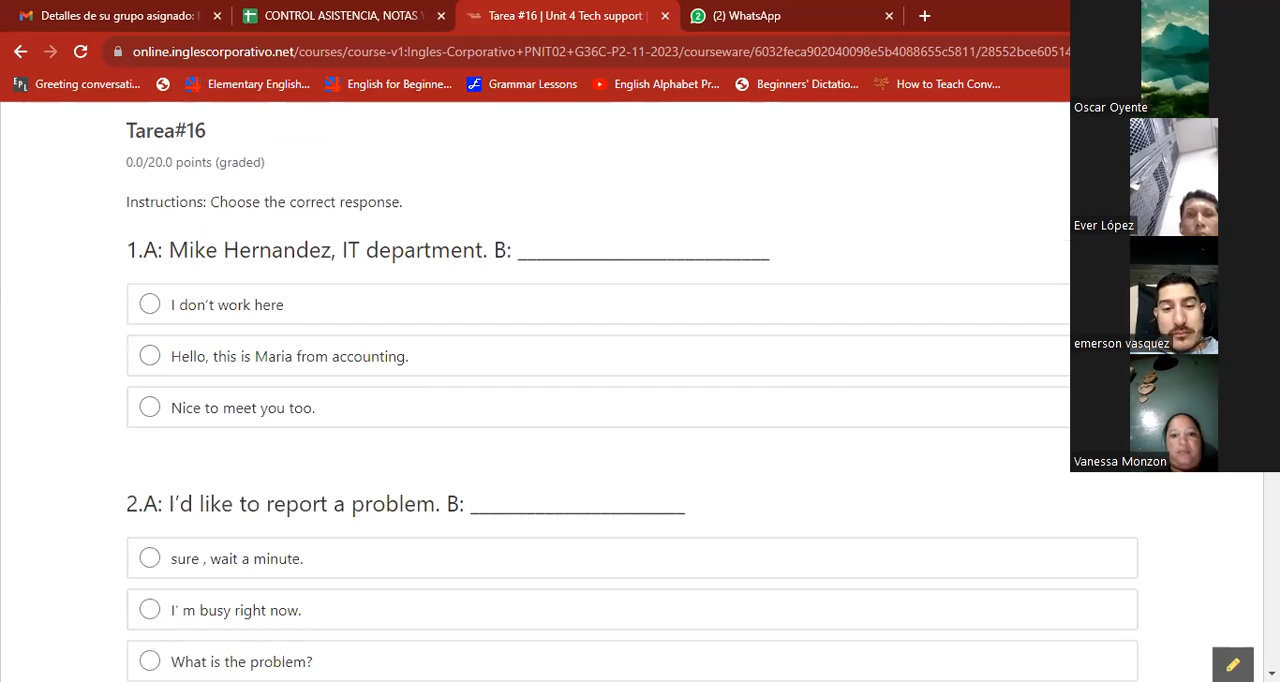 Detalles de su grupo asignado:
CONTROL ASISTENCIA, NOTAS Y
Tarea #16 | Unit 4 Tech support |
(2) WhatsApp
online.inglescorporativo.net/courses/course-v1:Ingles-Corporativo+PNIT02+G36C-P2-11-2023/courseware/6032feca902040098e5b4088655c5811/28552bce60514
Greeting conversati...
Elementary English...
English for Beginne...
Grammar Lessons
English Alphabet Pr...
Beginners' Dictatio...
How to Teach Conv...
Tarea#16
0.0/20.0 points (graded)
Instructions: Choose the correct response.
1.A: Mike Hernandez, IT department. B: __________________________
I don't work here
Hello, this is Maria from accounting.
Nice to meet you too.
2.A: I'd like to report a problem. B: ______________________
sure , wait a minute.
I' m busy right now.
What is the problem?
Oscar Oyente
Ever López
emerson vasquez
Vanessa Monzon